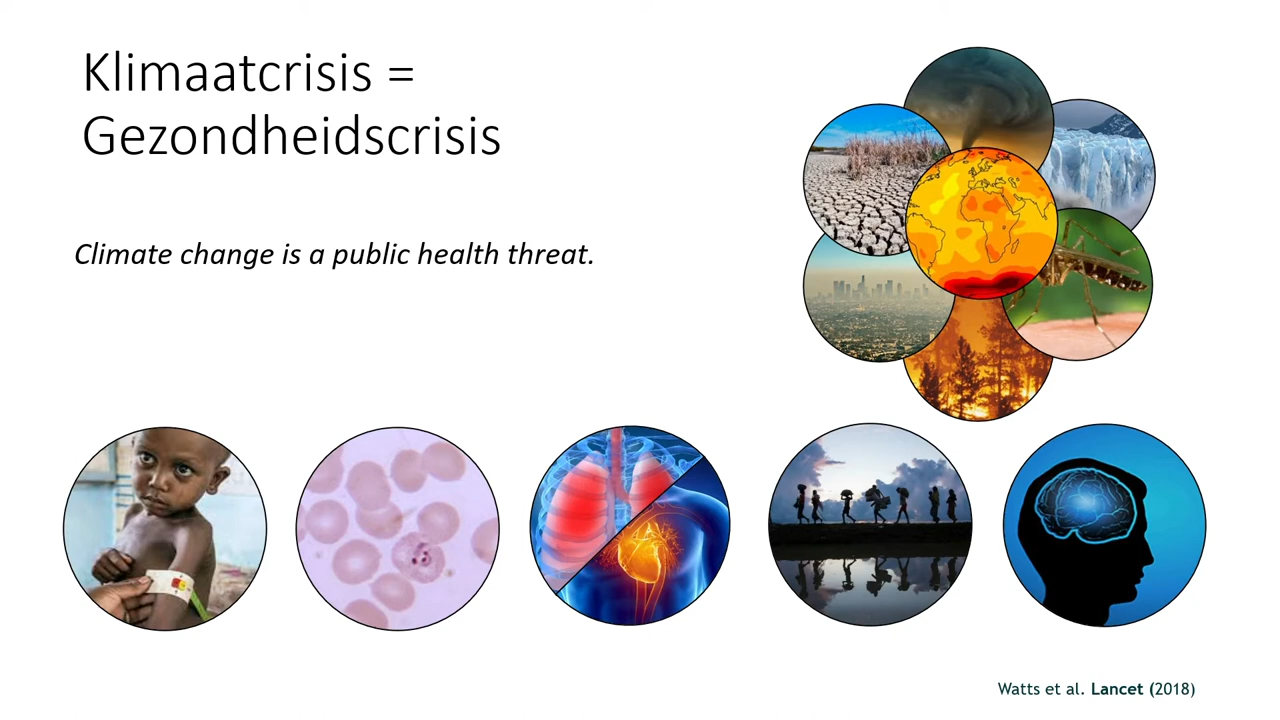 Klimaatcrisis =
Gezondheidscrisis
Climate change is a public health threat.
Watts et al. Lancet (2018)